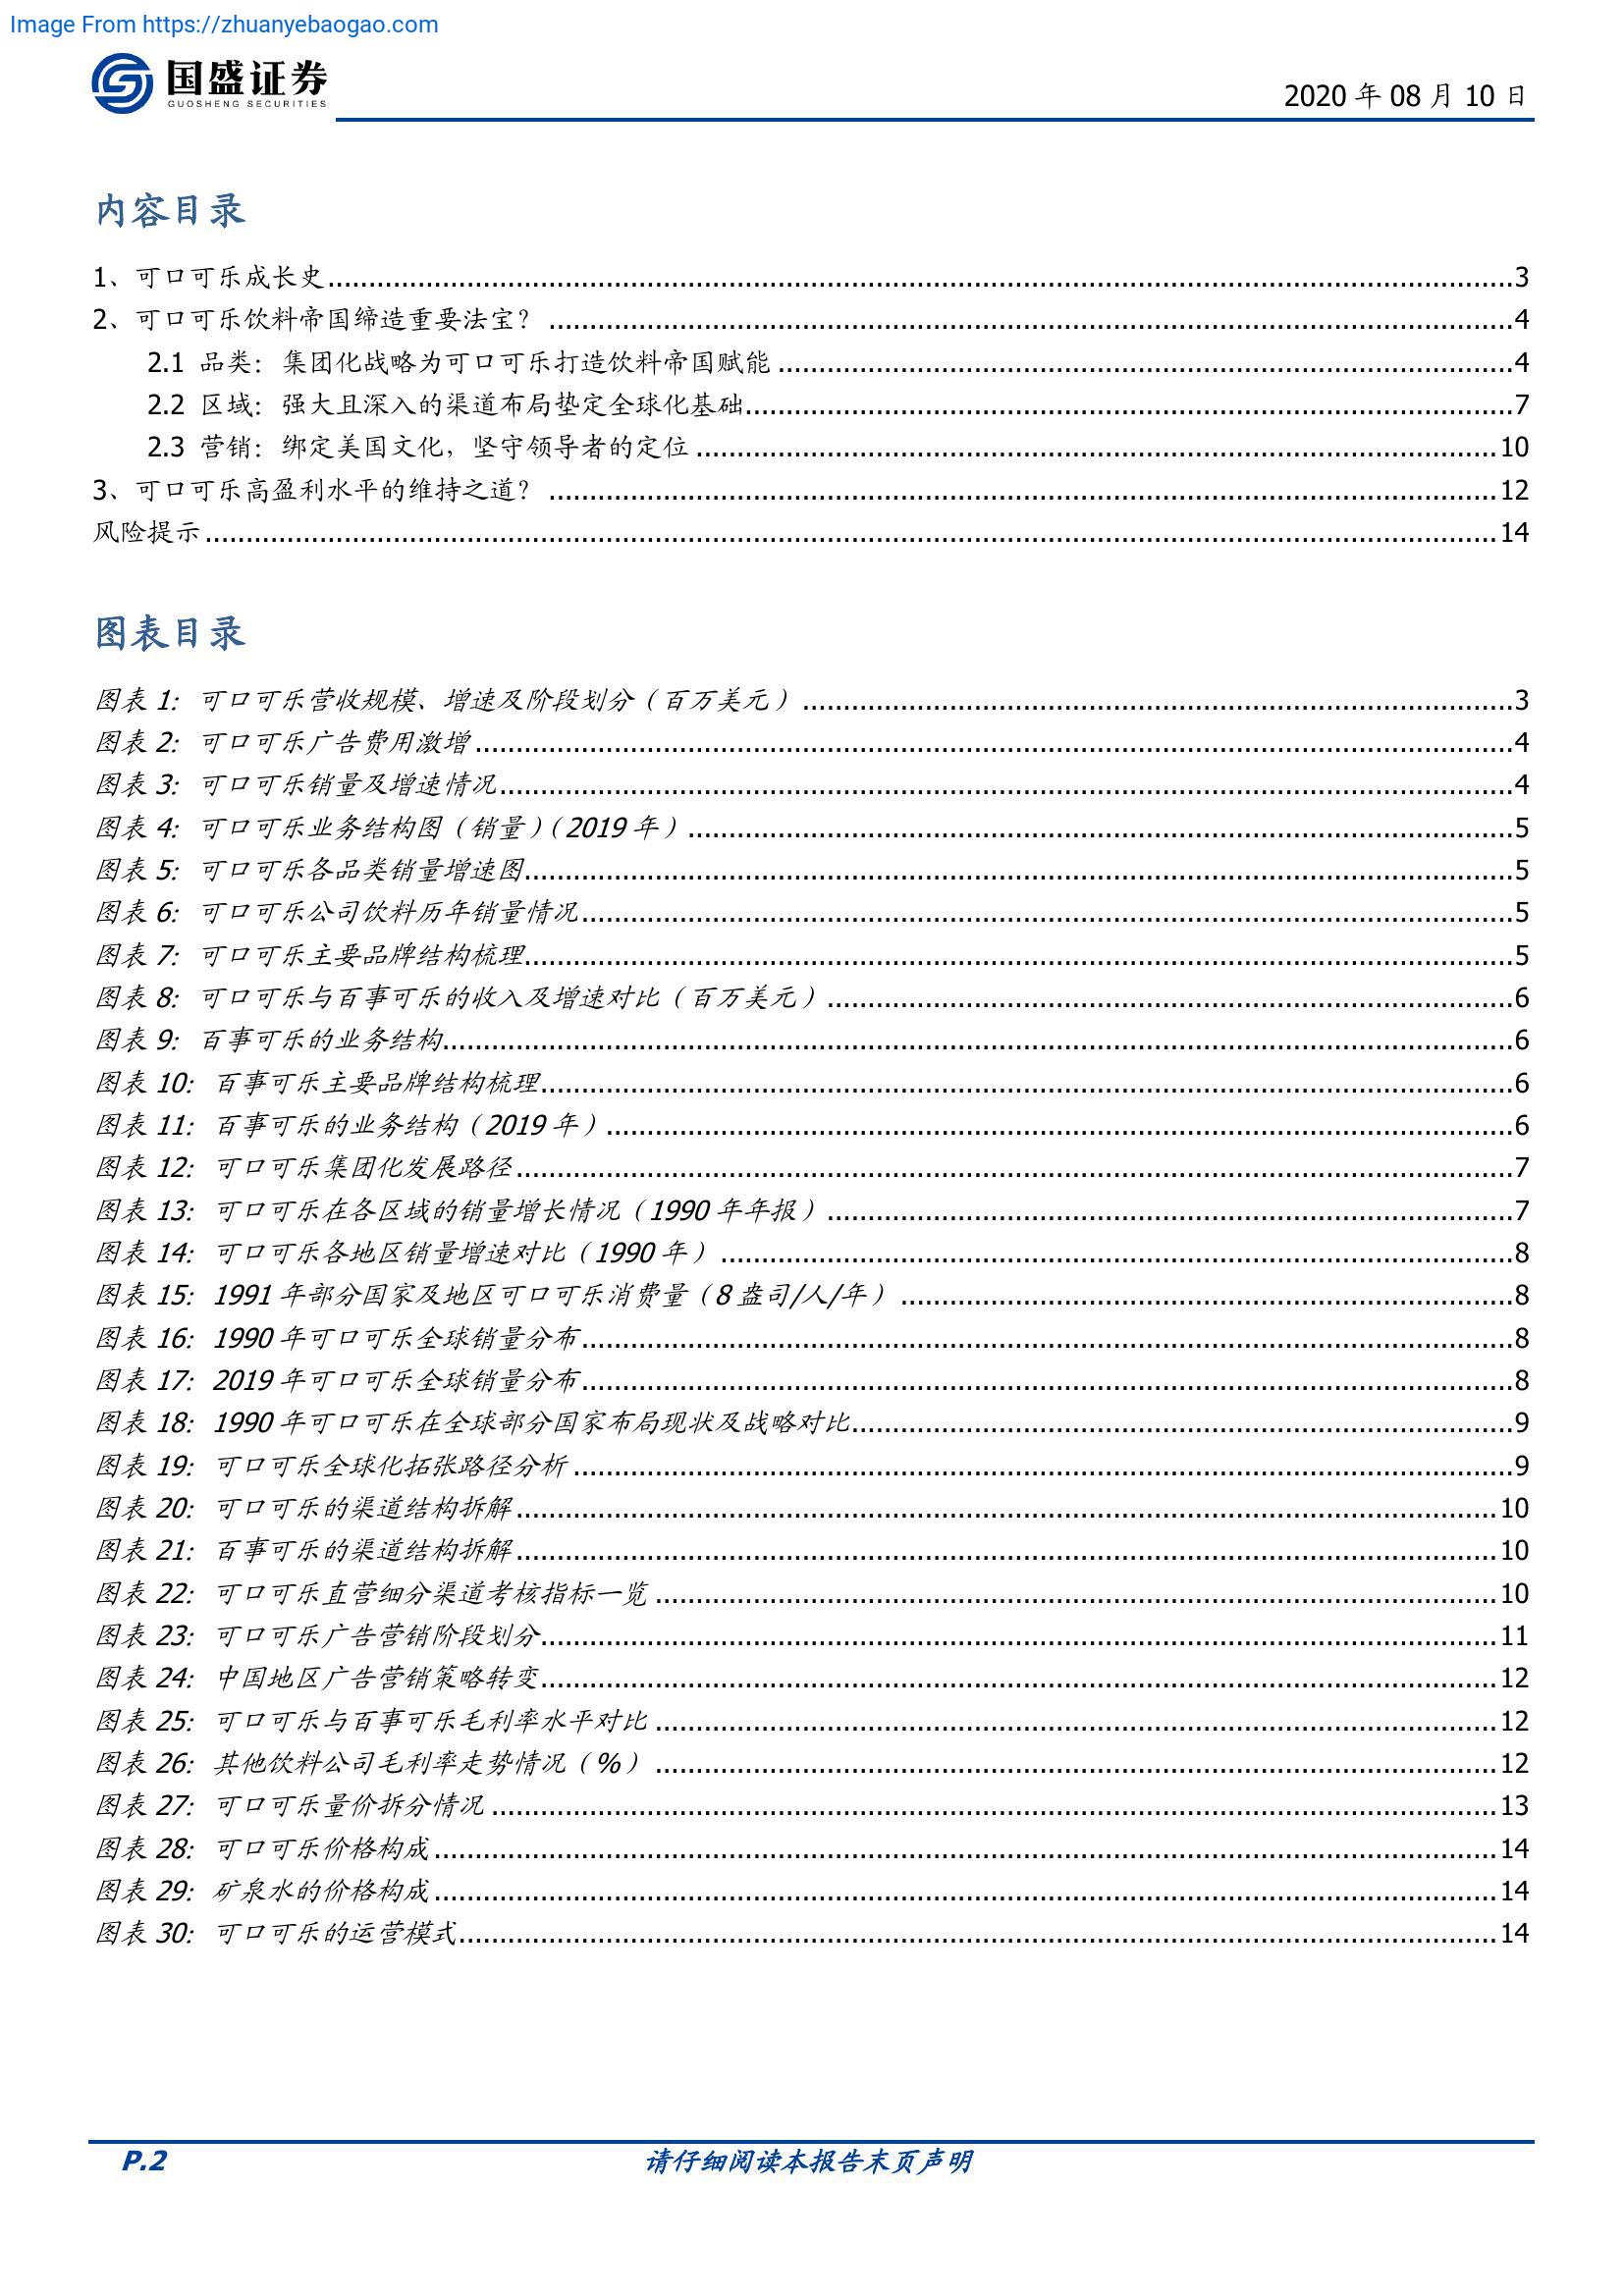 Image From https://zhuanyebaogao.com
国盛证券
GUOSHENG SECURITIES
2020 年 08 月 10 日
内容目录
1、可口可乐成长史 3
2、可口可乐饮料帝国缔造重要法宝？ 4
2.1 品类：集团化战略为可口可乐打造饮料帝国赋能 4
2.2 区域：强大且深入的渠道布局垫定全球化基础 7
2.3 营销：绑定美国文化，坚守领导者的定位 10
3、可口可乐高盈利水平的维持之道？ 12
风险提示 14
图表目录
图表 1：可口可乐营收规模、增速及阶段划分（百万美元） 3
图表 2：可口可乐广告费用激增 4
图表 3：可口可乐销量及增速情况 4
图表 4：可口可乐业务结构图（销量）（2019 年） 5
图表 5：可口可乐各品类销量增速图 5
图表 6：可口可乐公司饮料历年销量情况 5
图表 7：可口可乐主要品牌结构梳理 5
图表 8：可口可乐与百事可乐的收入及增速对比（百万美元） 6
图表 9：百事可乐的业务结构 6
图表 10：百事可乐主要品牌结构梳理 6
图表 11：百事可乐的业务结构（2019 年） 6
图表 12：可口可乐集团化发展路径 7
图表 13：可口可乐在各区域的销量增长情况（1990 年年报） 7
图表 14：可口可乐各地区销量增速对比（1990 年） 8
图表 15：1991 年部分国家及地区可口可乐消费量（8 盎司/人/年） 8
图表 16：1990 年可口可乐全球销量分布 8
图表 17：2019 年可口可乐全球销量分布 8
图表 18：1990 年可口可乐在全球部分国家布局现状及战略对比 9
图表 19：可口可乐全球化拓张路径分析 9
图表 20：可口可乐的渠道结构拆解 10
图表 21：百事可乐的渠道结构拆解 10
图表 22：可口可乐直营细分渠道考核指标一览 10
图表 23：可口可乐广告营销阶段划分 11
图表 24：中国地区广告营销策略转变 12
图表 25：可口可乐与百事可乐毛利率水平对比 12
图表 26：其他饮料公司毛利率走势情况（%） 12
图表 27：可口可乐量价拆分情况 13
图表 28：可口可乐价格构成 14
图表 29：矿泉水的价格构成 14
图表 30：可口可乐的运营模式 14
P.2
请仔细阅读本报告末页声明